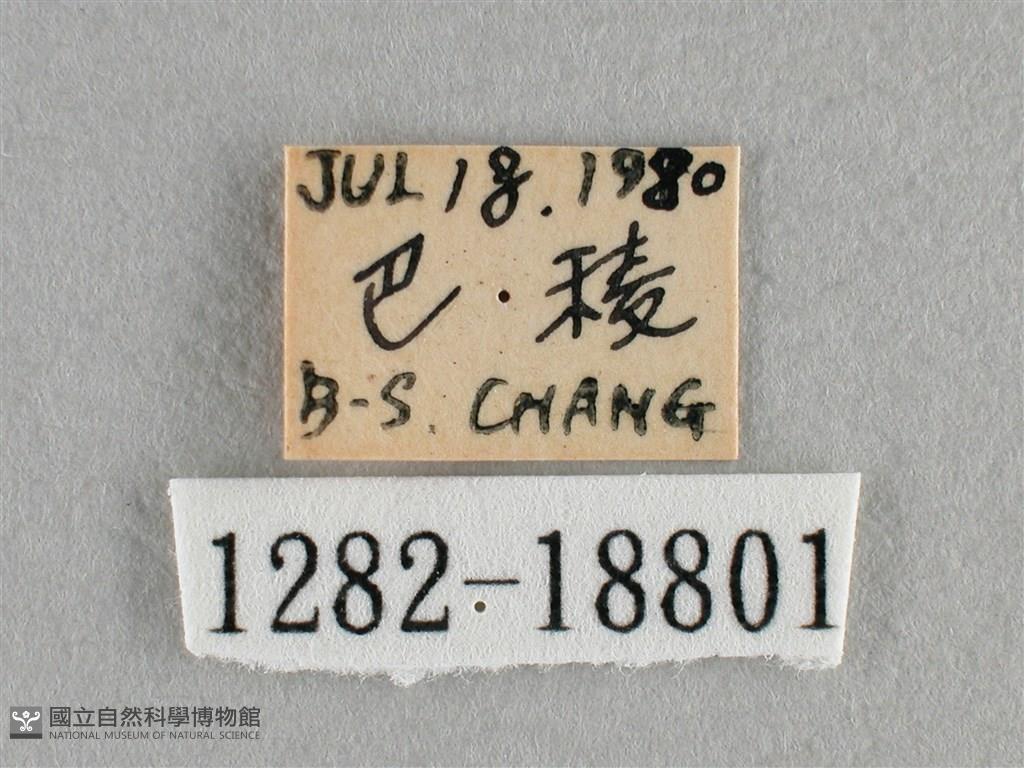 JUL 18. 1980
巴稜
B-S. CHANG
1282-18801
國立自然科學博物館
NATIONAL MUSEUM OF NATURAL SCIENCE